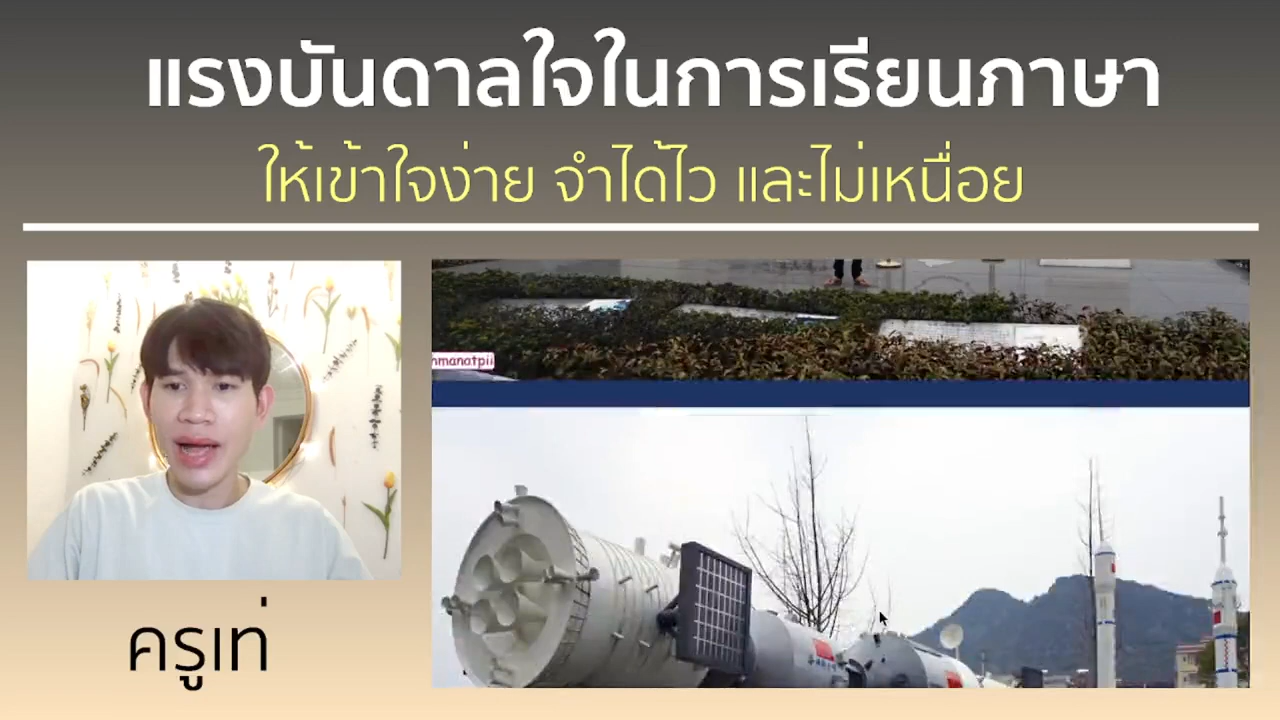 แรงบันดาลใจในการเรียนภาษา
ให้เข้าใจง่าย จำได้ไว และไม่เหนื่อย
hmanatpii
ครูเท่